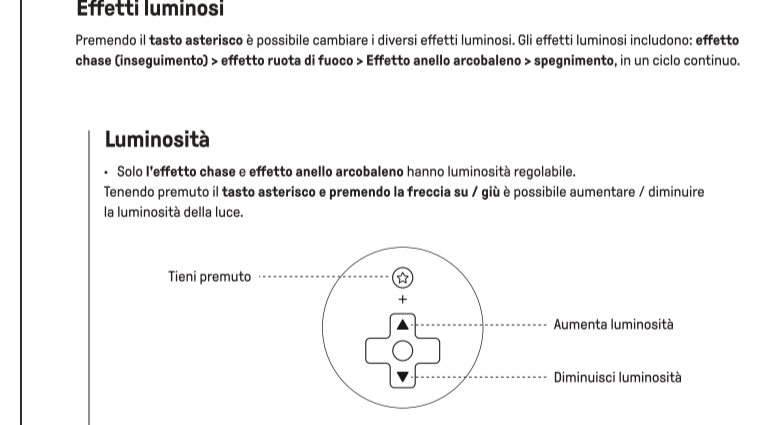 Effetti luminosi
Premendo il tasto asterisco è possibile cambiare i diversi effetti luminosi. Gli effetti luminosi includono: effetto
chase (inseguimento) > effetto ruota di fuoco > Effetto anello arcobaleno > spegnimento, in un ciclo continuo.
Luminosità
• Solo l'effetto chase e effetto anello arcobaleno hanno luminosità regolabile.
Tenendo premuto il tasto asterisco e premendo la freccia su / giù è possibile aumentare / diminuire
la luminosità della luce.
Tieni premuto
+
Aumenta luminosità
Diminuisci luminosità